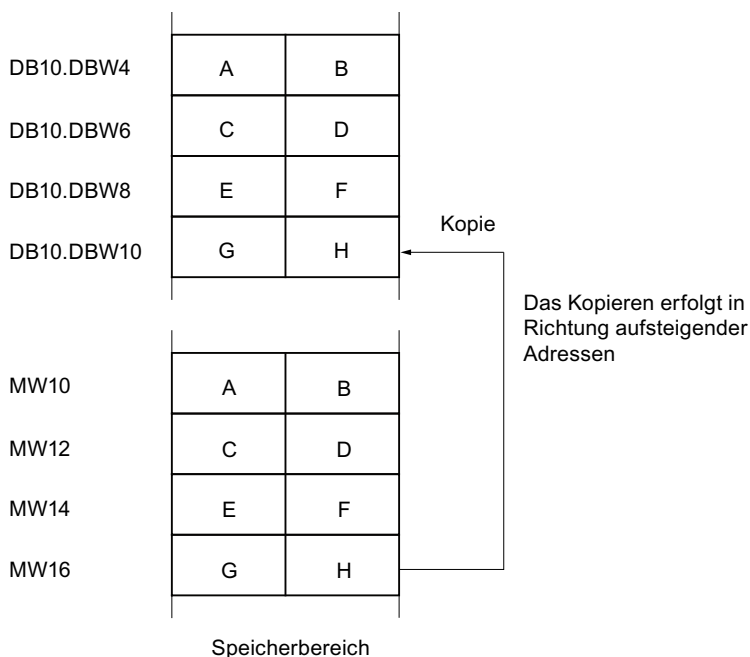 DB10.DBW4 A B
DB10.DBW6 C D
DB10.DBW8 E F
DB10.DBW10 G H
Kopie
Das Kopieren erfolgt in
Richtung aufsteigender
Adressen
MW10 A B
MW12 C D
MW14 E F
MW16 G H
Speicherbereich